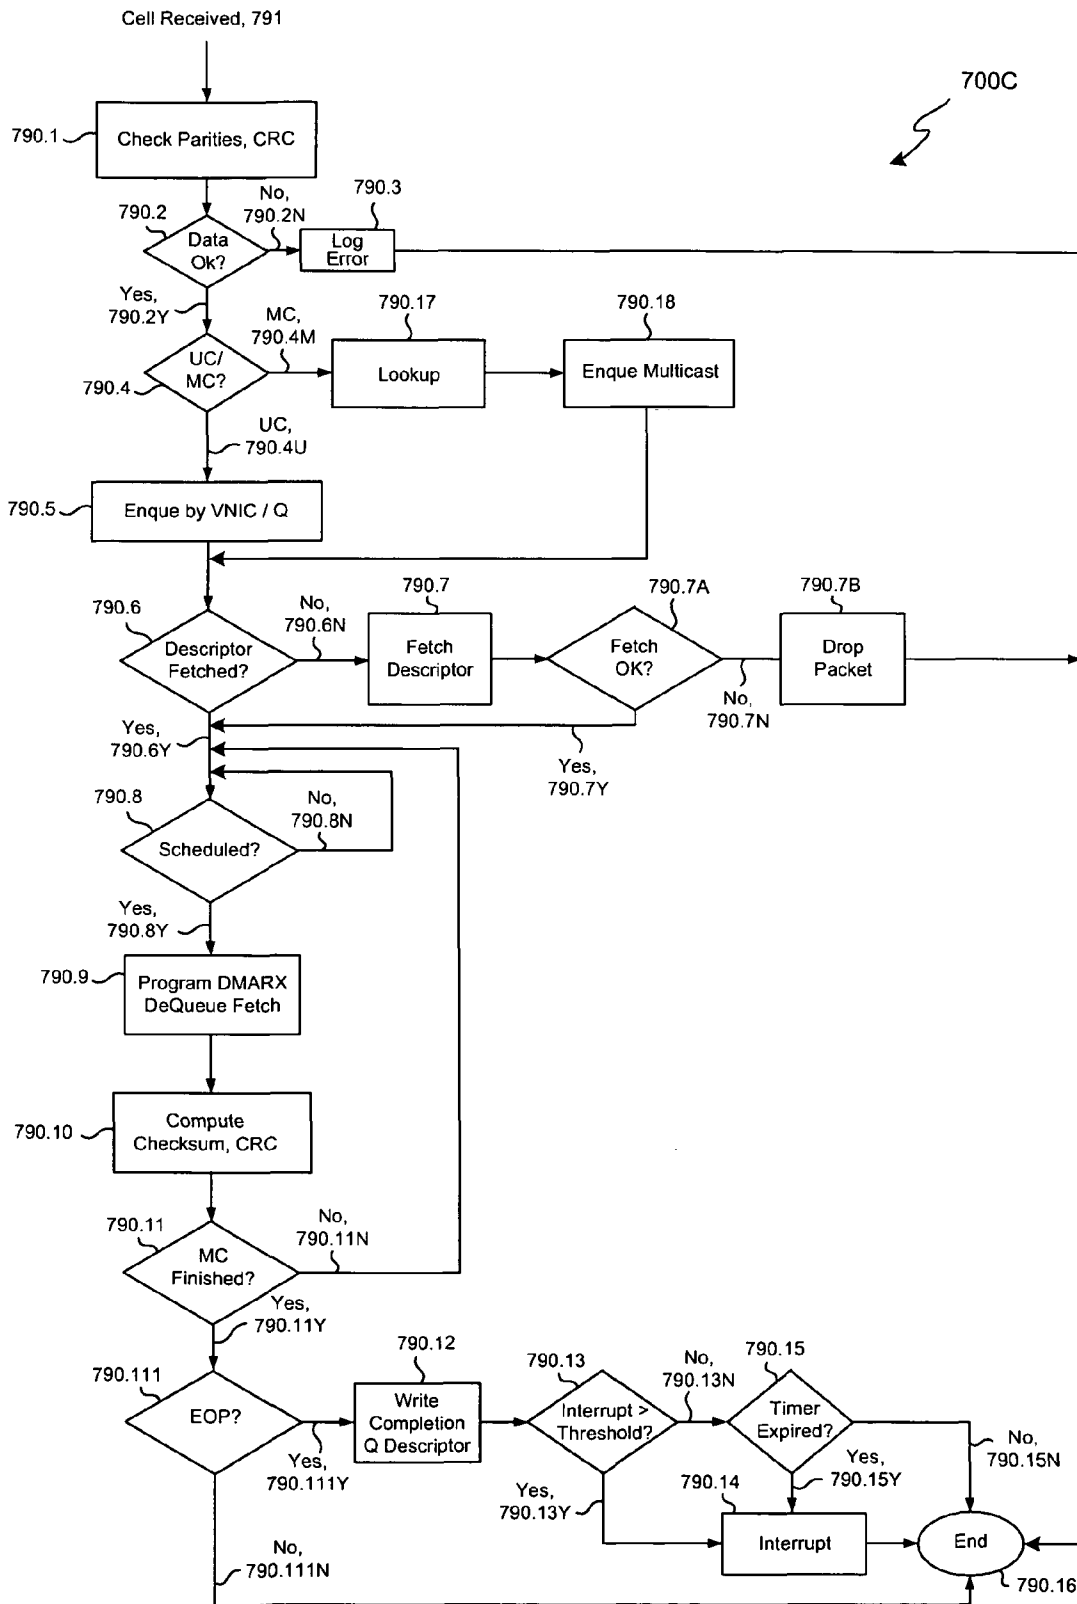 Cell Received, 791
700C
790.1
Check Parities, CRC
790.2
Data
Ok?
No,
790.2N
790.3
Log
Error
Yes,
790.2Y
UC/
MC?
790.4
MC,
790.4M
790.17
Lookup
790.18
Enque Multicast
UC,
790.4U
790.5
Enque by VNIC / Q
790.6
Descriptor
Fetched?
No,
790.6N
790.7
Fetch
Descriptor
790.7A
Fetch
OK?
No,
790.7N
790.7B
Drop
Packet
Yes,
790.6Y
Yes,
790.7Y
790.8
Scheduled?
No,
790.8N
Yes,
790.8Y
790.9
Program DMARX
DeQueue Fetch
790.10
Compute
Checksum, CRC
790.11
MC
Finished?
No,
790.11N
Yes,
790.11Y
790.111
EOP?
Yes,
790.111Y
790.12
Write
Completion
Q Descriptor
790.13
Interrupt >
Threshold?
No,
790.13N
790.15
Timer
Expired?
No,
790.15N
Yes,
790.13Y
Yes,
790.15Y
790.14
Interrupt
End
790.16
No,
790.111N